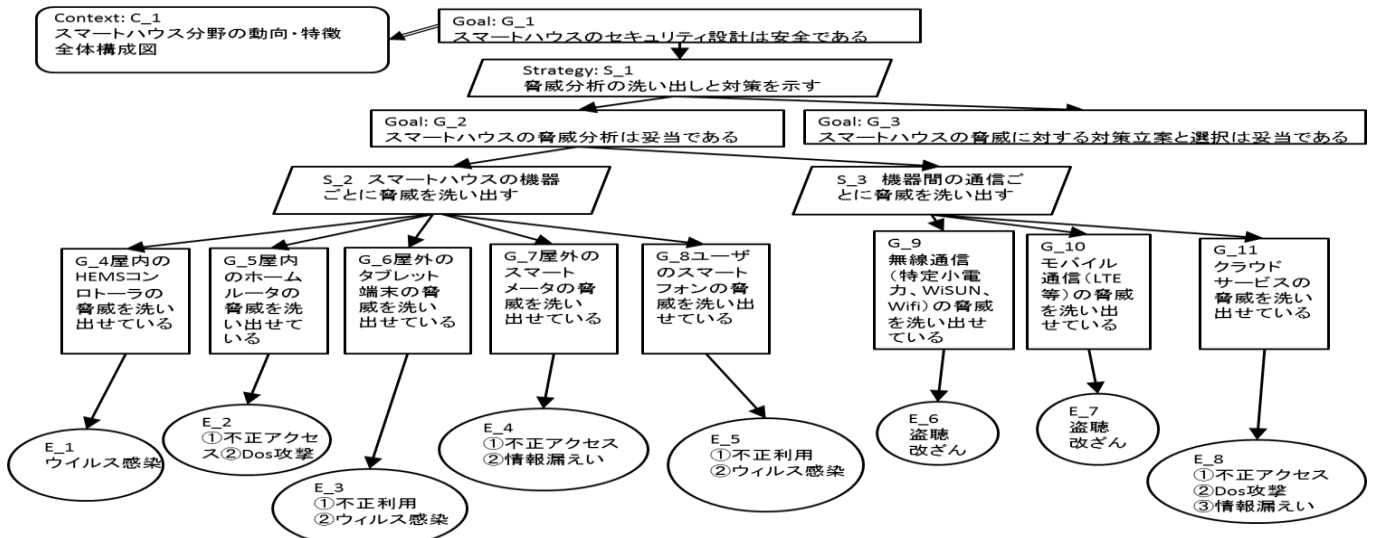 Context: C_1
スマートハウス分野の動向・特徴
全体構成図
Goal: G_1
スマートハウスのセキュリティ設計は安全である
Strategy: S_1
脅威分析の洗い出しと対策を示す
Goal: G_2
スマートハウスの脅威分析は妥当である
Goal: G_3
スマートハウスの脅威に対する対策立案と選択は妥当である
S_2 スマートハウスの機器
ごとに脅威を洗い出す
S_3 機器間の通信ご
とに脅威を洗い出す
G_4屋内の
HEMSコン
ロトーラの
脅威を洗い
出せている
G_5屋内
のホーム
ルータの
脅威を洗
い出せて
いる
G_6屋外の
タブレット
端末の脅
威を洗い
出せている
G_7屋外の
スマート
メータの脅
威を洗い
出せている
G_8ユーザ
のスマート
フォンの脅
威を洗い出
せている
G_9
無線通信
(特定小電
力、WiSUN、
Wifi)の脅威
を洗い出せ
ている
G_10
モバイル
通信(LTE
等)の脅威
を洗い出
せている
G_11
クラウド
サービスの
脅威を洗い
出せている
E_1
ウイルス感染
E_2
①不正アクセ
ス②Dos攻撃
E_3
①不正利用
②ウィルス感染
E_4
①不正アクセス
②情報漏えい
E_5
①不正利用
②ウィルス感染
E_6
盗聴
改ざん
E_7
盗聴
改ざん
E_8
①不正アクセス
②Dos攻撃
③情報漏えい